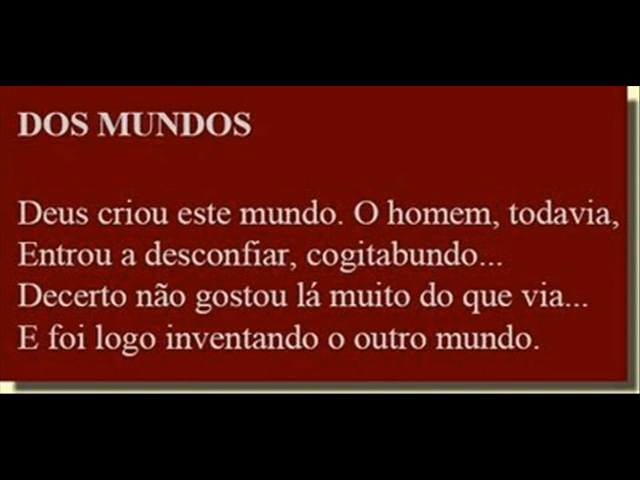 DOS MUNDOS
Deus criou este mundo. O homem, todavia,
Entrou a desconfiar, cogitabundo...
Decerto não gostou lá muito do que via...
E foi logo inventando o outro mundo.